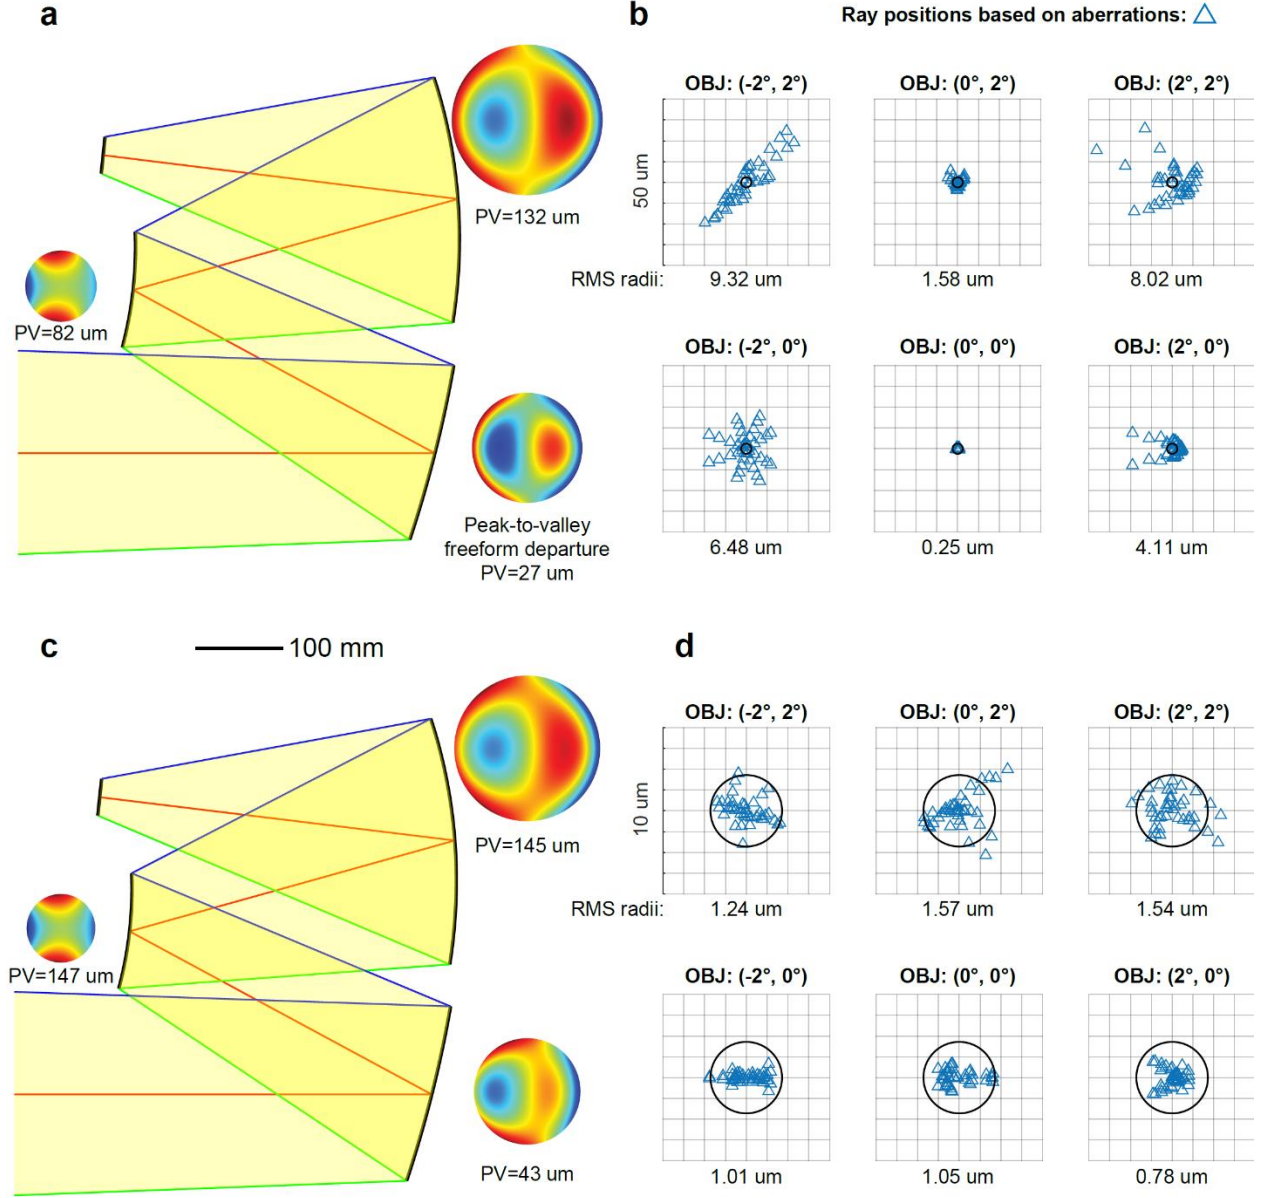 a
PV=132 um
PV=82 um
Peak-to-valley
freeform departure
PV=27 um
b
Ray positions based on aberrations:
OBJ: (-2°, 2°)
OBJ: (0°, 2°)
OBJ: (2°, 2°)
50 um
RMS radii:
9.32 um
1.58 um
8.02 um
OBJ: (-2°, 0°)
OBJ: (0°, 0°)
OBJ: (2°, 0°)
6.48 um
0.25 um
4.11 um
c
100 mm
PV=145 um
PV=147 um
PV=43 um
d
OBJ: (-2°, 2°)
OBJ: (0°, 2°)
OBJ: (2°, 2°)
10 um
RMS radii:
1.24 um
1.57 um
1.54 um
OBJ: (-2°, 0°)
OBJ: (0°, 0°)
OBJ: (2°, 0°)
1.01 um
1.05 um
0.78 um